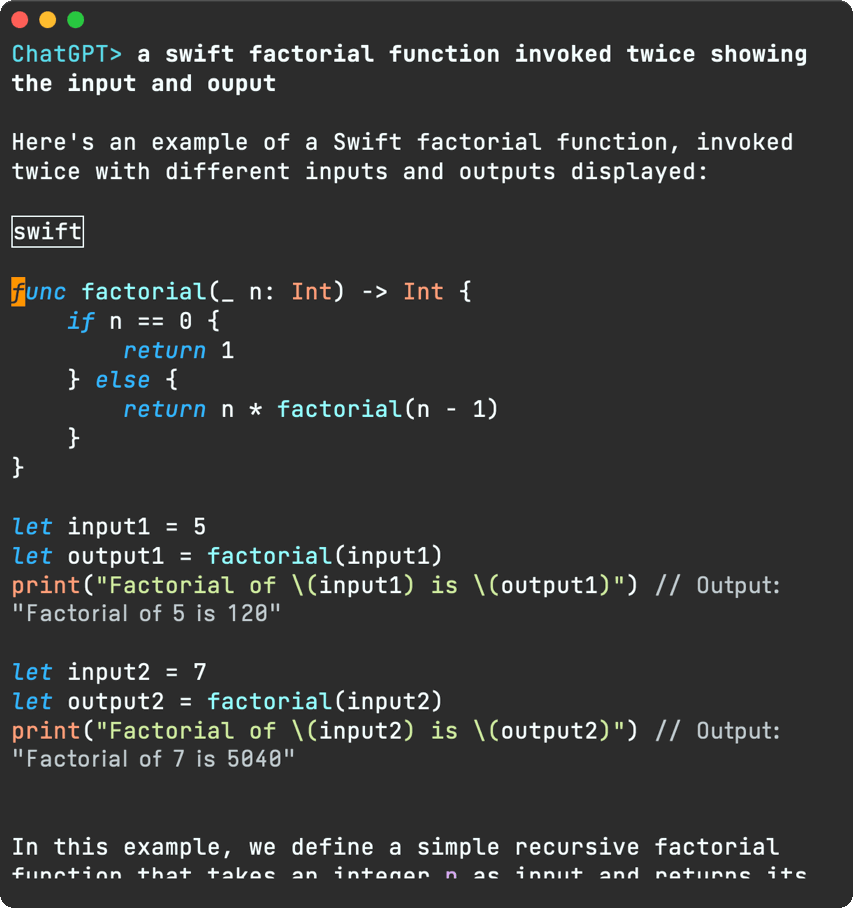 ChatGPT> a swift factorial function invoked twice showing
the input and ouput
Here's an example of a Swift factorial function, invoked
twice with different inputs and outputs displayed:
swift
func factorial(_ n: Int) -> Int {
    if n == 0 {
        return 1
    } else {
        return n * factorial(n - 1)
    }
}
let input1 = 5
let output1 = factorial(input1)
print("Factorial of \(input1) is \(output1)") // Output:
"Factorial of 5 is 120"
let input2 = 7
let output2 = factorial(input2)
print("Factorial of \(input2) is \(output2)") // Output:
"Factorial of 7 is 5040"
In this example, we define a simple recursive factorial
function that takes an integer n as input and returns its